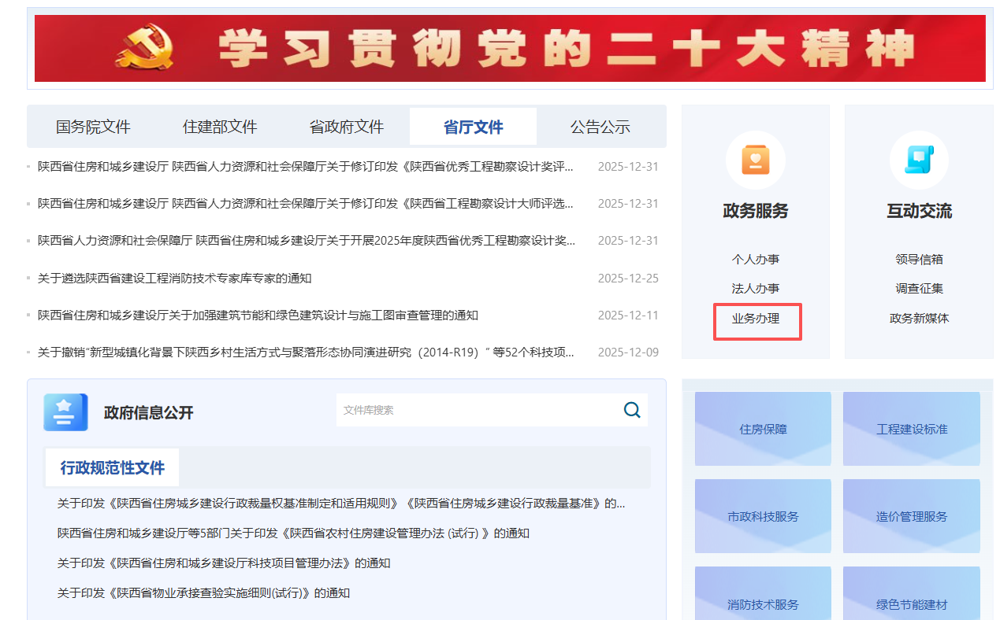 学习贯彻党的二十大精神
国务院文件 住建部文件 省政府文件 省厅文件 公告公示
陕西省住房和城乡建设厅 陕西省人力资源和社会保障厅关于修订印发《陕西省优秀工程勘察设计奖评... 2025-12-31
陕西省住房和城乡建设厅 陕西省人力资源和社会保障厅关于修订印发《陕西省工程勘察设计大师评选... 2025-12-31
陕西省人力资源和社会保障厅 陕西省住房和城乡建设厅关于开展2025年度陕西省优秀工程勘察设计奖... 2025-12-31
关于遴选陕西省建设工程消防技术专家库专家的通知 2025-12-25
陕西省住房和城乡建设厅关于加强建筑节能和绿色建筑设计与施工图审查管理的通知 2025-12-11
关于撤销“新型城镇化背景下陕西乡村生活方式与聚落形态协同演进研究（2014-R19）” 等52个科技项... 2025-12-09
政务服务
个人办事
法人办事
业务办理
互动交流
领导信箱
调查征集
政务新媒体
政府信息公开
文件库搜索
行政规范性文件
关于印发《陕西省住房城乡建设行政裁量权基准制定和适用规则》《陕西省住房城乡建设行政裁量基准》的...
陕西省住房和城乡建设厅等5部门关于印发《陕西省农村住房建设管理办法 (试行) 》的通知
关于印发《陕西省住房和城乡建设厅科技项目管理办法》的通知
关于印发《陕西省物业承接查验实施细则(试行)》的通知
住房保障 工程建设标准
市政科技服务 造价管理服务
消防技术服务 绿色节能建材